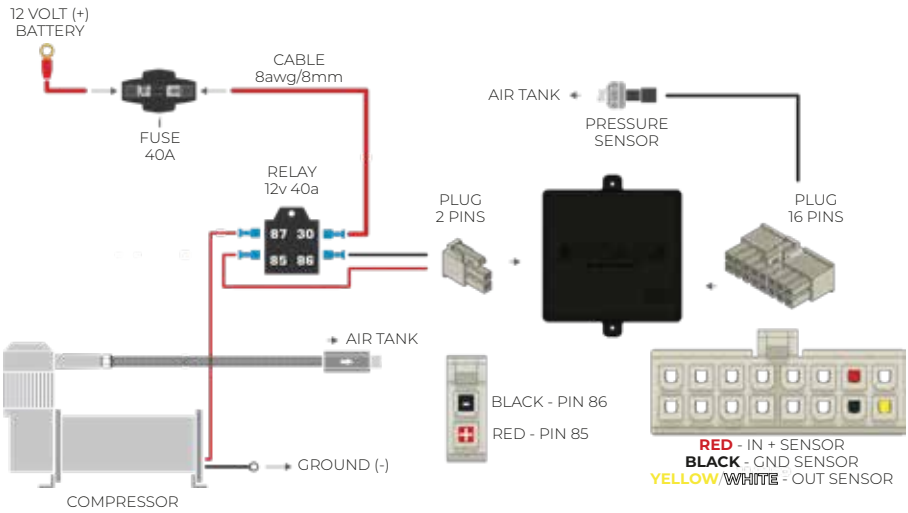 12 VOLT (+)
BATTERY
CABLE
8awg/8mm
FUSE
40A
RELAY
12v 40a
87 30
85 86
AIR TANK
PRESSURE
SENSOR
PLUG
2 PINS
PLUG
16 PINS
AIR TANK
BLACK - PIN 86
RED - PIN 85
GROUND (-)
COMPRESSOR
RED - IN + SENSOR
BLACK - GND SENSOR
YELLOW/WHITE - OUT SENSOR